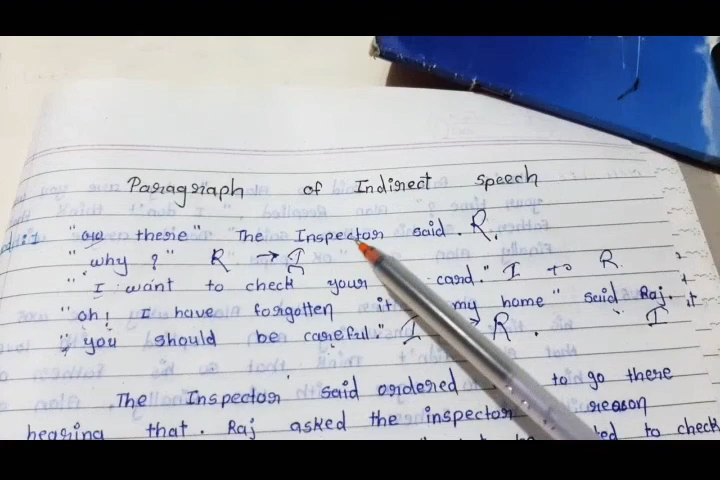 Paragraph of Indirect speech
"Go there" The Inspector said. R.
"why ?" R → I
"I want to check your card." I to R
"oh! I have forgotten it my home" said Raj. I
"you should be careful." I → R.
The Inspector said ordered to go there
hearing that. Raj asked the inspector reason
to check